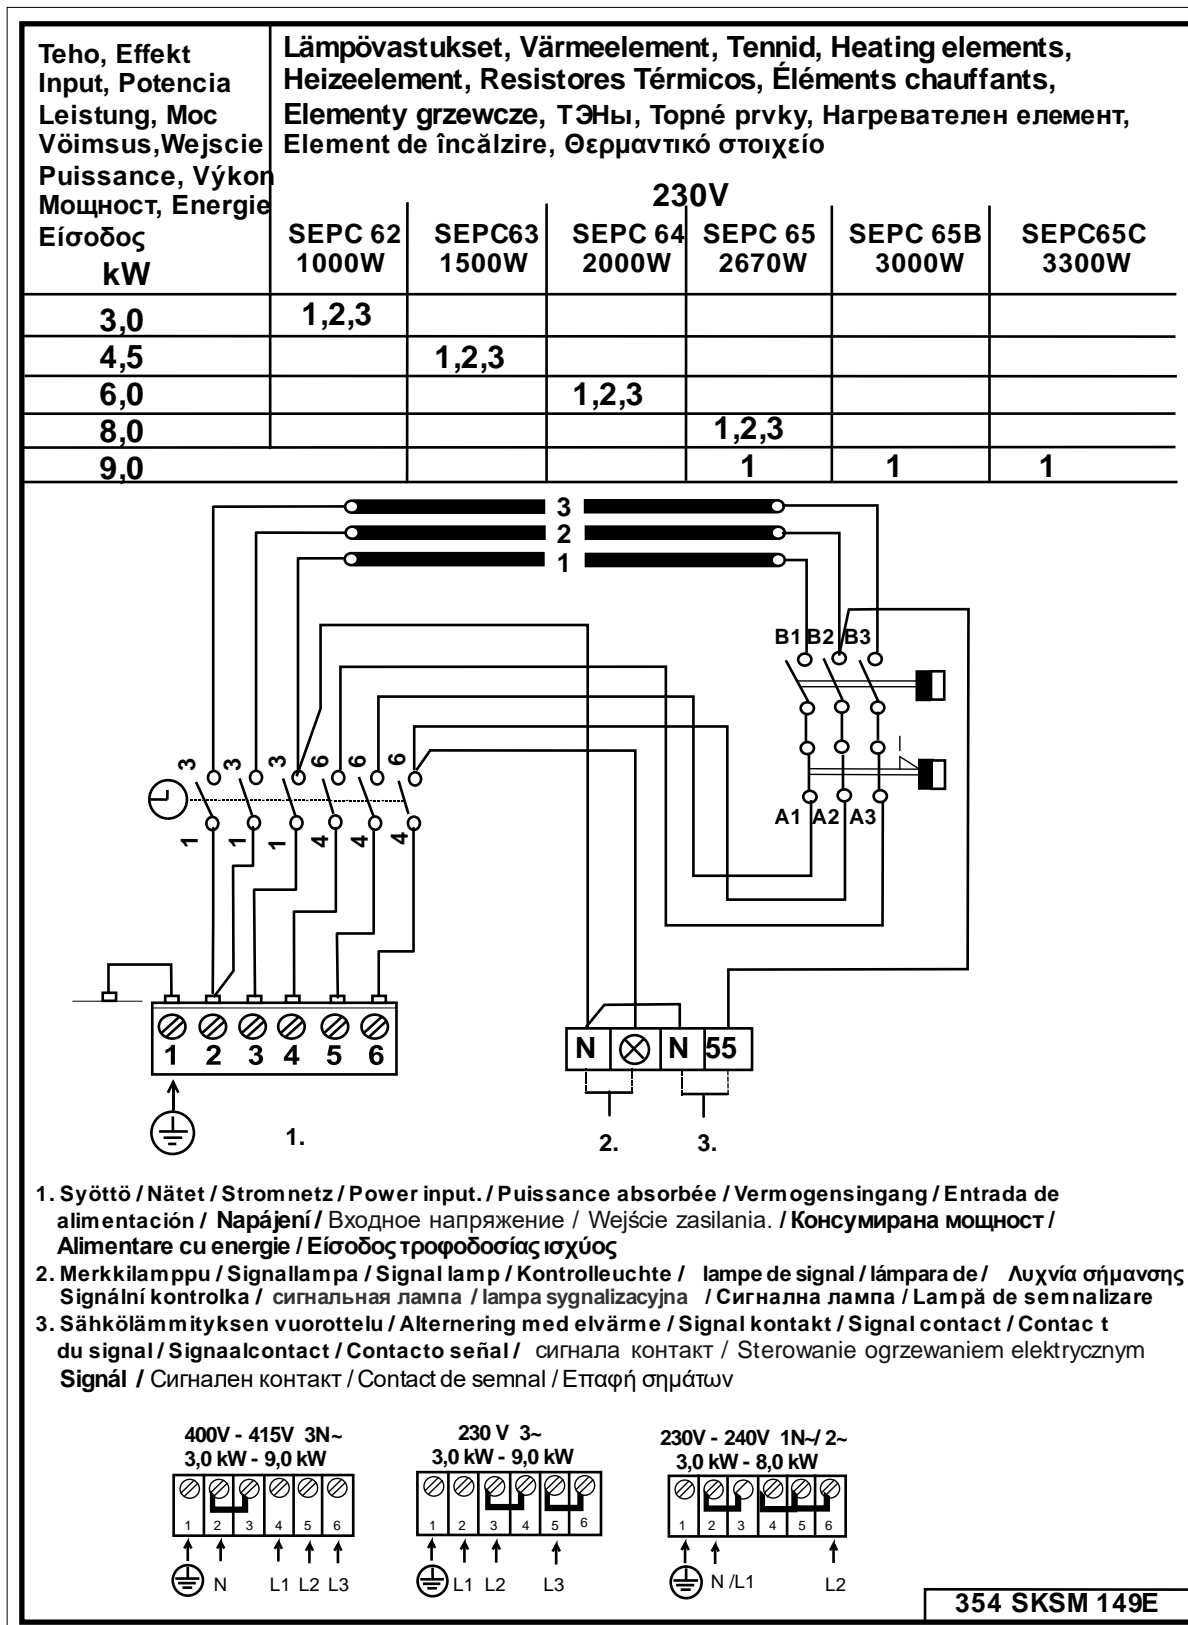 Teho, Effekt
Input, Potencia
Leistung, Moc
Vöimsus,Wejscie
Puissance, Výkon
Мощност, Energie
Είσοδος
kW
Lämpövastukset, Värmeelement, Tennid, Heating elements,
Heizeelement, Resistores Térmicos, Éléments chauffants,
Elementy grzewcze, ТЭНы, Topné prvky, Нагревателен елемент,
Element de încălzire, Θερμαντικό στοιχείο
230V
SEPC 62 SEPC63 SEPC 64 SEPC 65 SEPC 65B SEPC65C
1000W 1500W 2000W 2670W 3000W 3300W
3,0 1,2,3
4,5 1,2,3
6,0 1,2,3
8,0 1,2,3
9,0 1 1 1
3
2
1
B1 B2 B3
3 3 3 6 6 6
A1 A2 A3
1 1 1 4 4 4
1 2 3 4 5 6
N N 55
1.
2. 3.
1. Syöttö / Nätet / Stromnetz / Power input. / Puissance absorbée / Vermogensingang / Entrada de
alimentación / Napájení / Входное напряжение / Wejście zasilania. / Консумирана мощност /
Alimentare cu energie / Είσοδος τροφοδοσίας ισχύος
2. Merkkilamppu / Signallampa / Signal lamp / Kontrolleuchte / lampe de signal / lámpara de / Λυχνία σήμανσης
Signální kontrolka / сигнальная лампа / lampa sygnalizacyjna / Сигнална лампа / Lampă de semnalizare
3. Sähkölämmityksen vuorottelu / Alternering med elvärme / Signal kontakt / Signal contact / Contac t
du signal / Signaalcontact / Contacto señal / сигнала контакт / Sterowanie ogrzewaniem elektrycznym
Signál / Сигнален контакт / Contact de semnal / Επαφή σημάτων
400V - 415V 3N~
3,0 kW - 9,0 kW
1 2 3 4 5 6
N L1 L2 L3
230 V 3~
3,0 kW - 9,0 kW
1 2 3 4 5 6
L1 L2 L3
230V - 240V 1N~/ 2~
3,0 kW - 8,0 kW
1 2 3 4 5 6
N /L1 L2
354 SKSM 149E